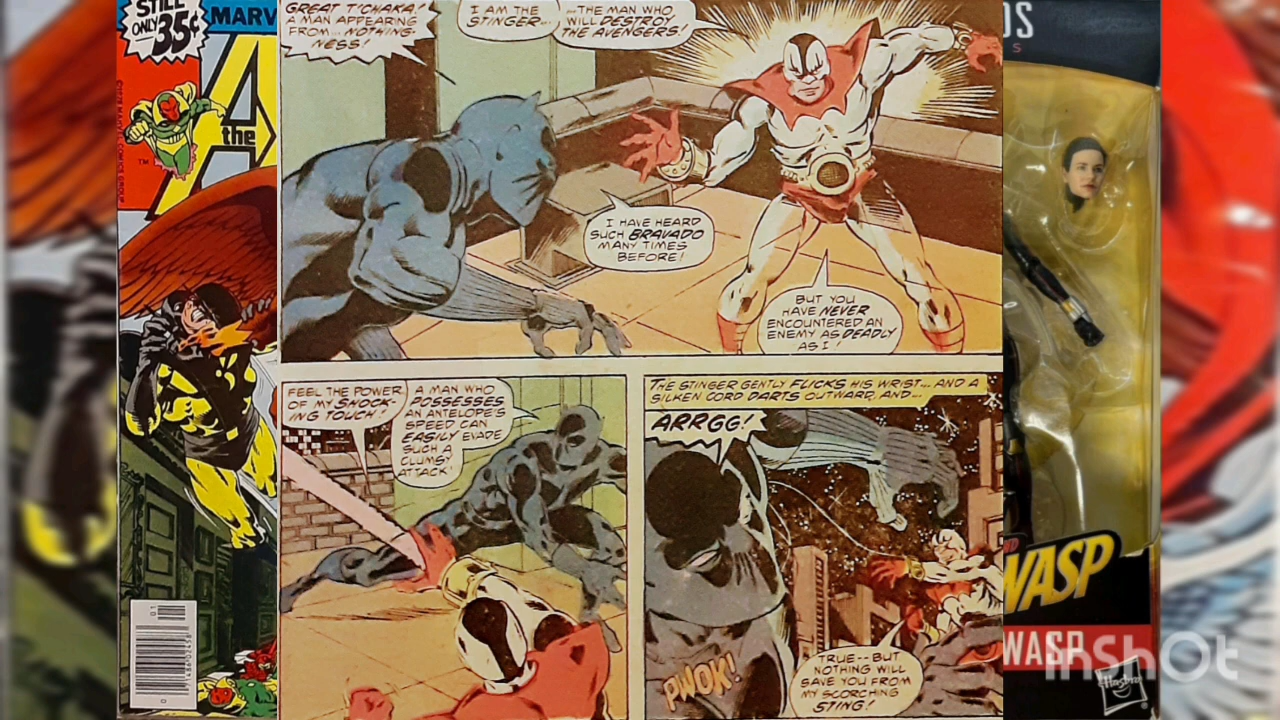 STILL
ONLY 35¢
MARV
the A
TM
GREAT T'CHAKA!
A MAN APPEARING
FROM... NOTHING-
NESS!
I AM THE
STINGER...
...THE MAN WHO
WILL DESTROY
THE AVENGERS!
I HAVE HEARD
SUCH BRAVADO
MANY TIMES
BEFORE!
BUT YOU
HAVE NEVER
ENCOUNTERED AN
ENEMY AS DEADLY
AS I
FEEL THE POWER
OF MY SHOCK-
ING TOUCH!
A MAN WHO
POSSESSES
AN ANTELOPE'S
SPEED CAN
EASILY EVADE
SUCH A
CLUMSY
ATTACK!
THE STINGER GENTLY FLICKS HIS WRIST... AND A
SILKEN CORD DARTS OUTWARD, AND...
ARRGG!
PWOK!
TRUE--BUT
NOTHING WILL
SAVE YOU FROM
MY SCORCHING
STING!
DS
S
WASP
WASP
Hasbro
InShOt